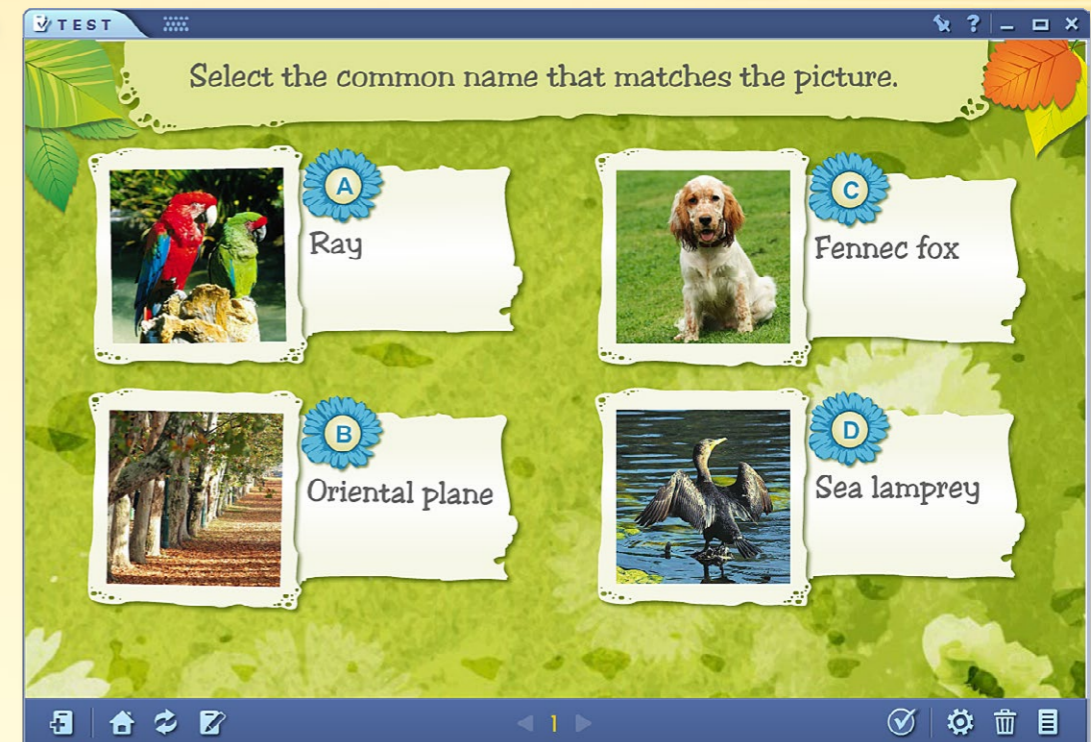 TEST
?
Select the common name that matches the picture.
A
Ray
C
Fennec fox
B
Oriental plane
D
Sea lamprey
1